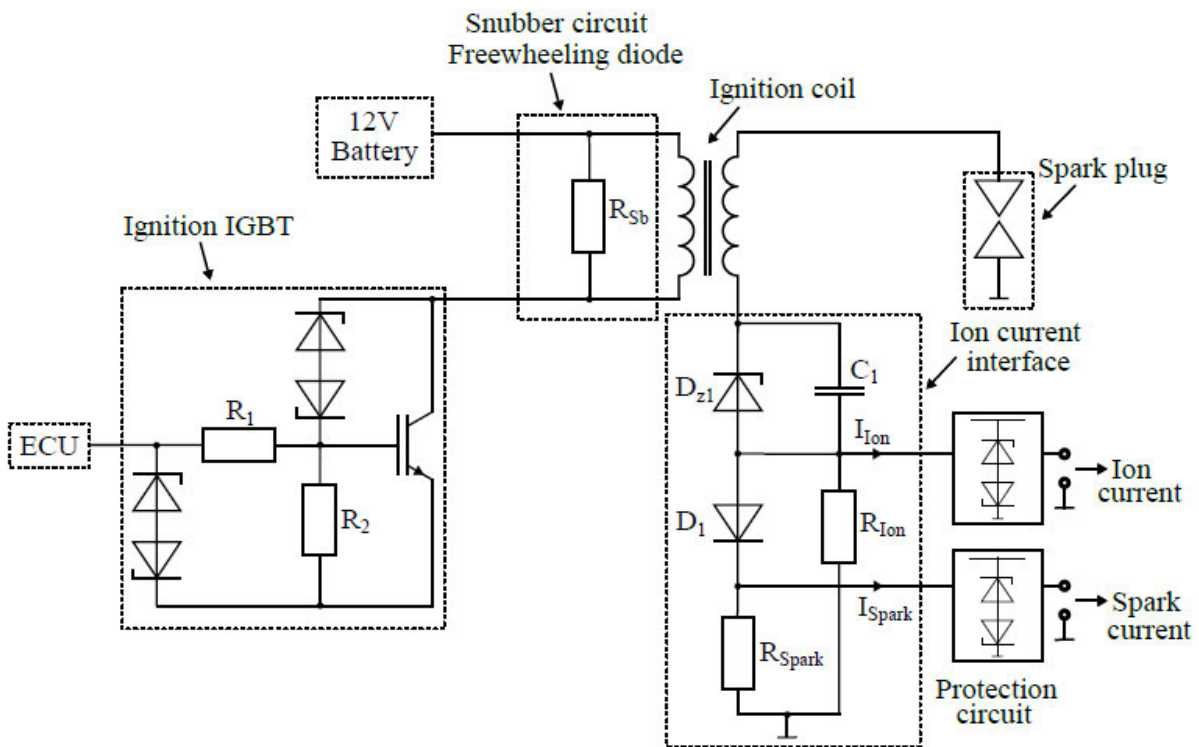 Snubber circuit
Freewheeling diode
Ignition coil
12V
Battery
Spark plug
R_Sb
Ignition IGBT
Ion current
interface
C_1
D_z1
R_1
I_Ion
ECU
Ion
current
R_2
D_1
R_Ion
I_Spark
Spark
current
R_Spark
Protection
circuit